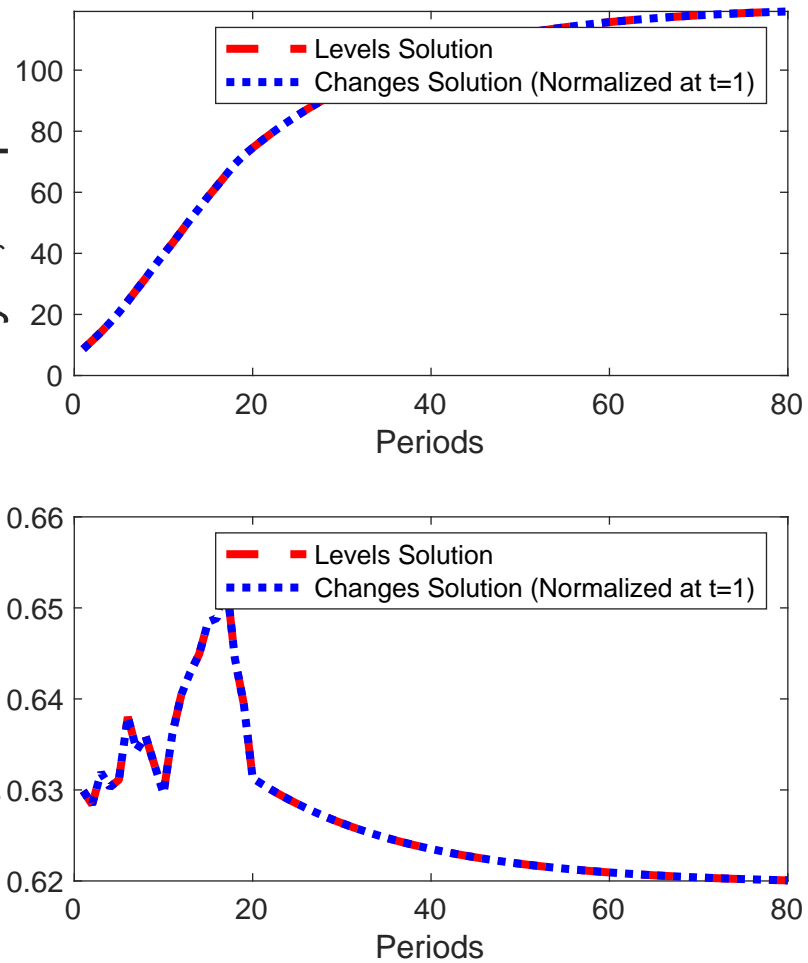 Levels Solution
Changes Solution (Normalized at t=1)
100
80
60
40
20
0
0 20 40 60 80
Periods
0.66
Levels Solution
Changes Solution (Normalized at t=1)
0.65
0.64
0.63
0.62
0 20 40 60 80
Periods